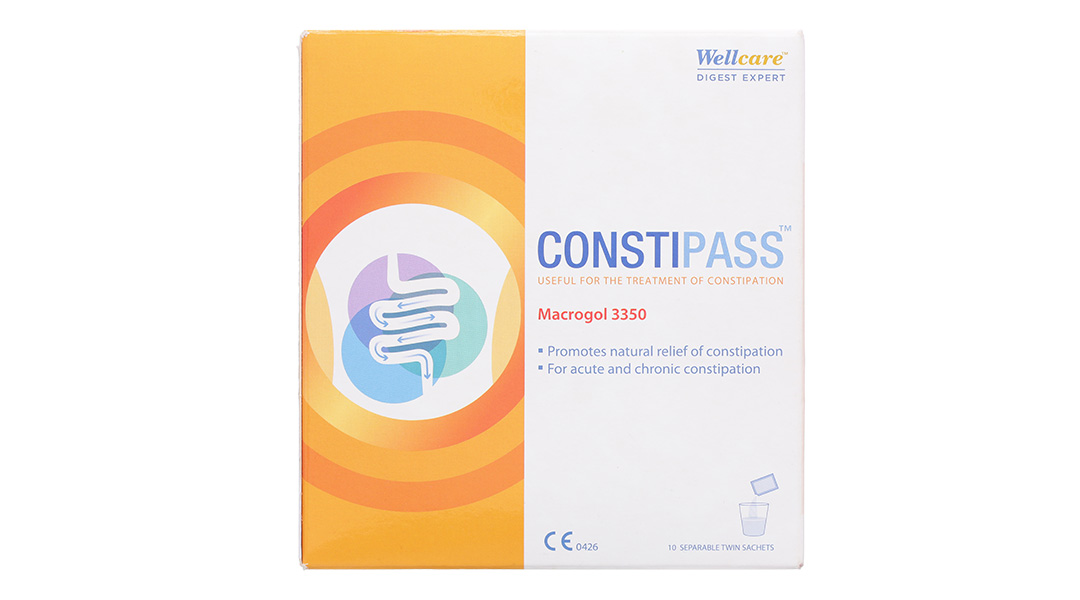 Wellcare™
DIGEST EXPERT
CONSTIPASS™
USEFUL FOR THE TREATMENT OF CONSTIPATION
Macrogol 3350
▪ Promotes natural relief of constipation
▪ For acute and chronic constipation
CE 0426
10 SEPARABLE TWIN SACHETS